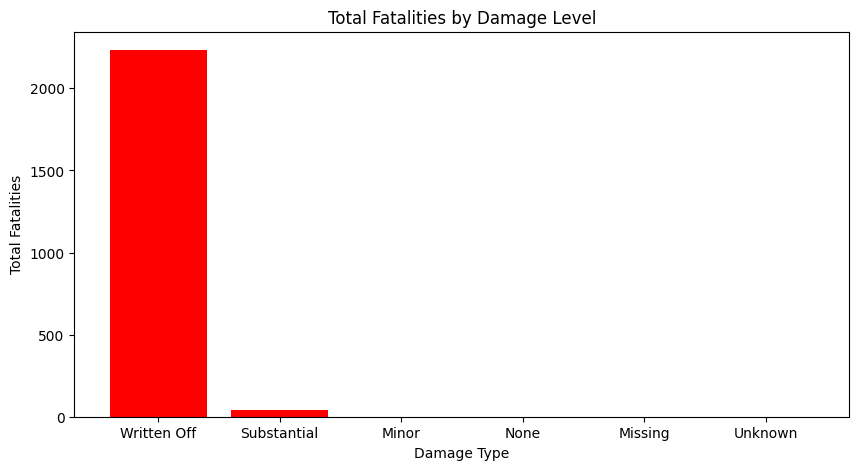 Total Fatalities by Damage Level
Total Fatalities
2000
1500
1000
500
0
Written Off Substantial Minor None Missing Unknown
Damage Type